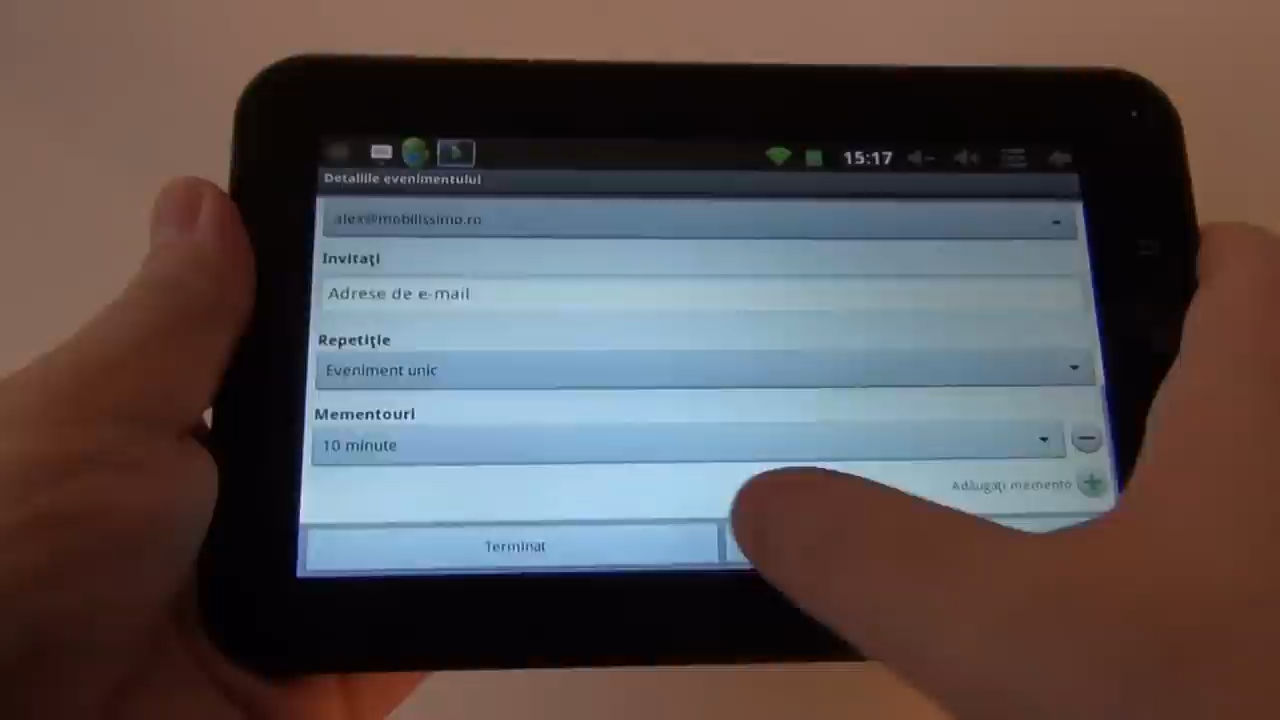 15:17
Detaliile evenimentului
alex@mobilissimo.ro
Invitaţi
Adrese de e-mail
Repetiţie
Eveniment unic
Mementouri
10 minute
Adăugaţi memento
Terminat